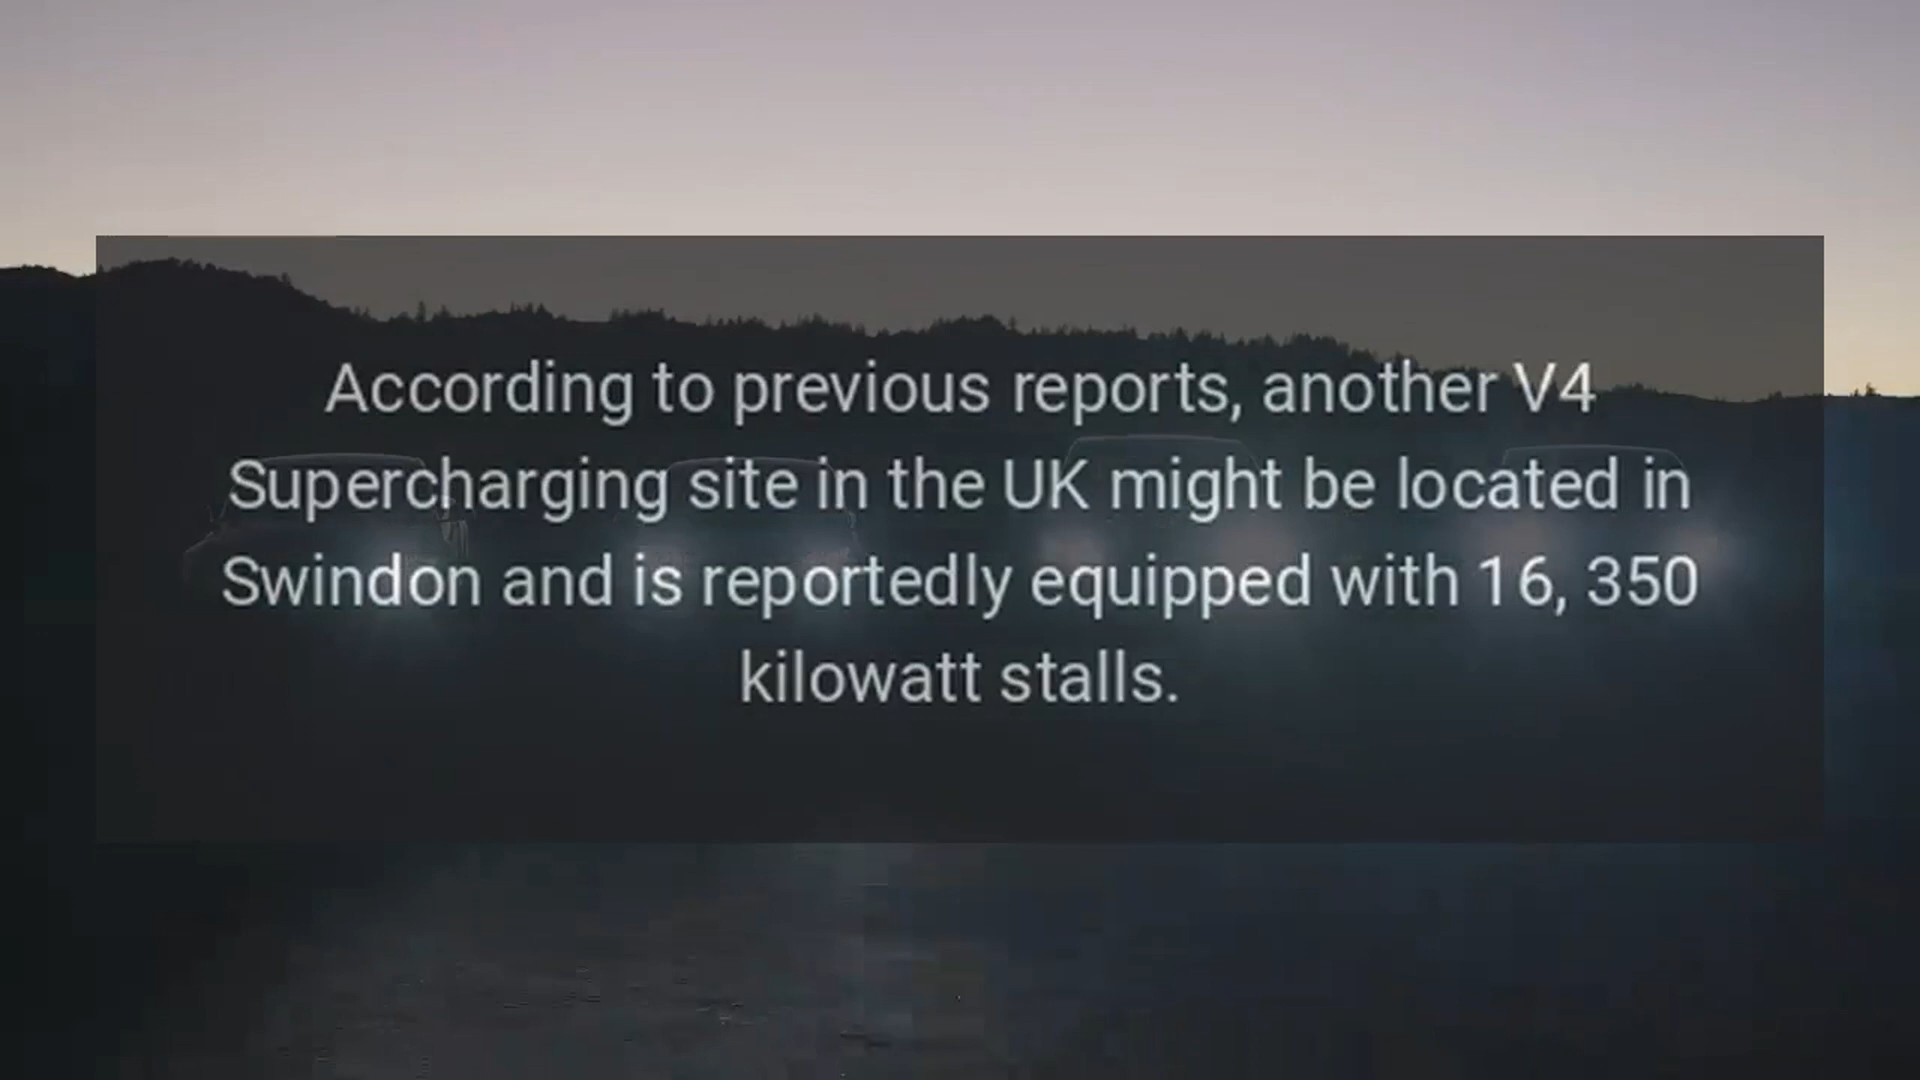 According to previous reports, another V4
Supercharging site in the UK might be located in
Swindon and is reportedly equipped with 16, 350
kilowatt stalls.